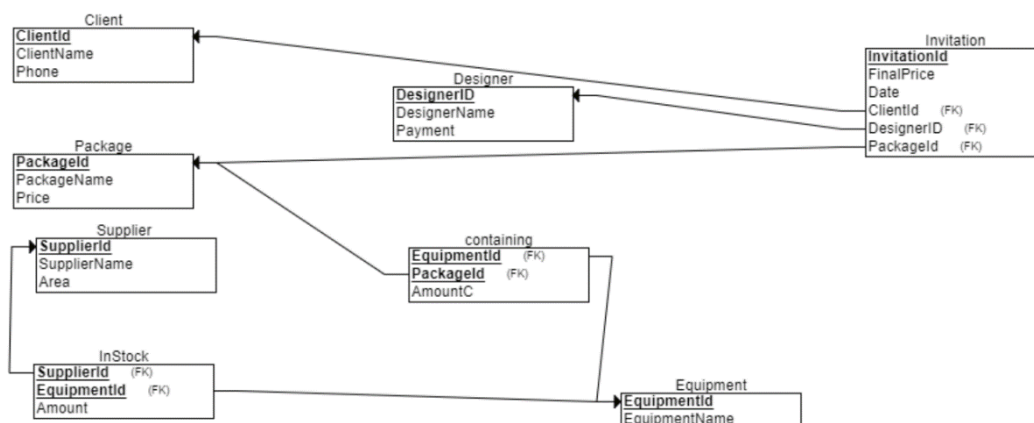 Client
ClientId
ClientName
Phone
Invitation
InvitationId
FinalPrice
Date
ClientId (FK)
DesignerID (FK)
PackageId (FK)
Designer
DesignerID
DesignerName
Payment
Package
PackageId
PackageName
Price
Supplier
SupplierId
SupplierName
Area
containing
EquipmentId (FK)
PackageId (FK)
AmountC
InStock
SupplierId (FK)
EquipmentId (FK)
Amount
Equipment
EquipmentId
EquipmentName